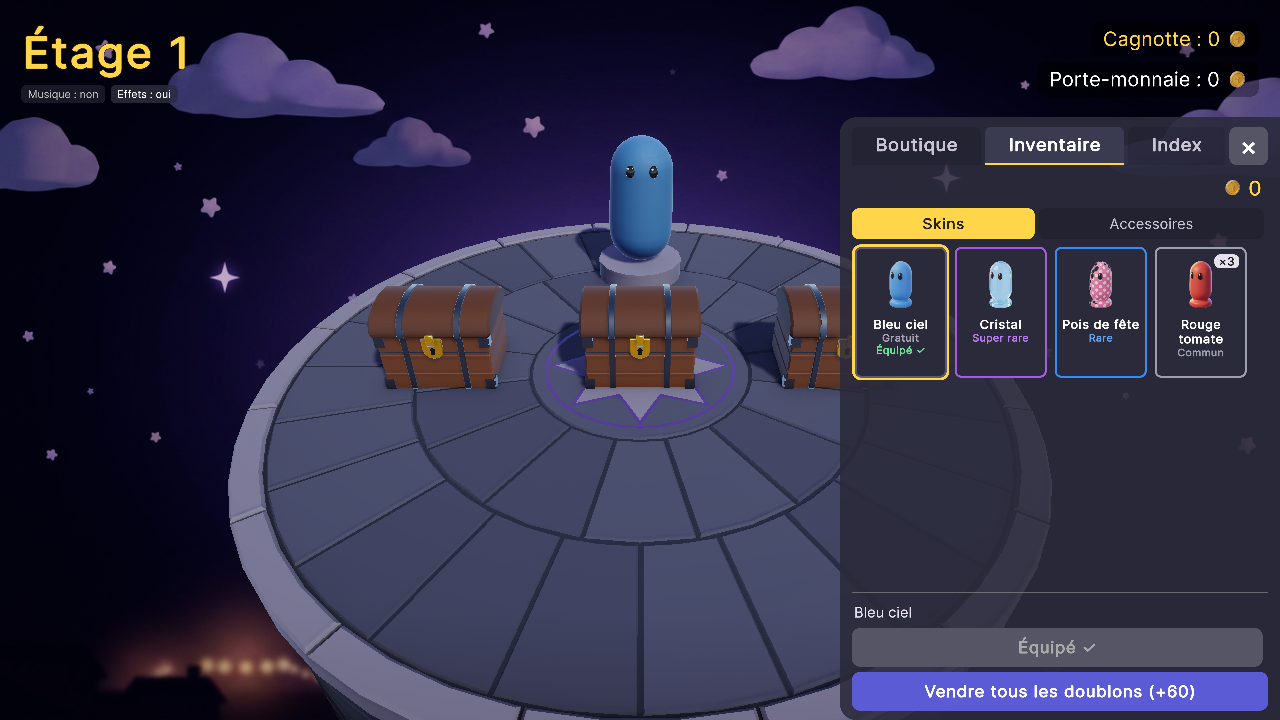 Étage 1
Musique : non
Effets : oui
Cagnotte : 0
Porte-monnaie : 0
Boutique
Inventaire
Index
×
0
Skins
Accessoires
Bleu ciel
Gratuit
Équipé ✓
Cristal
Super rare
Pois de fête
Rare
×3
Rouge
tomate
Commun
Bleu ciel
Équipé ✓
Vendre tous les doublons (+60)